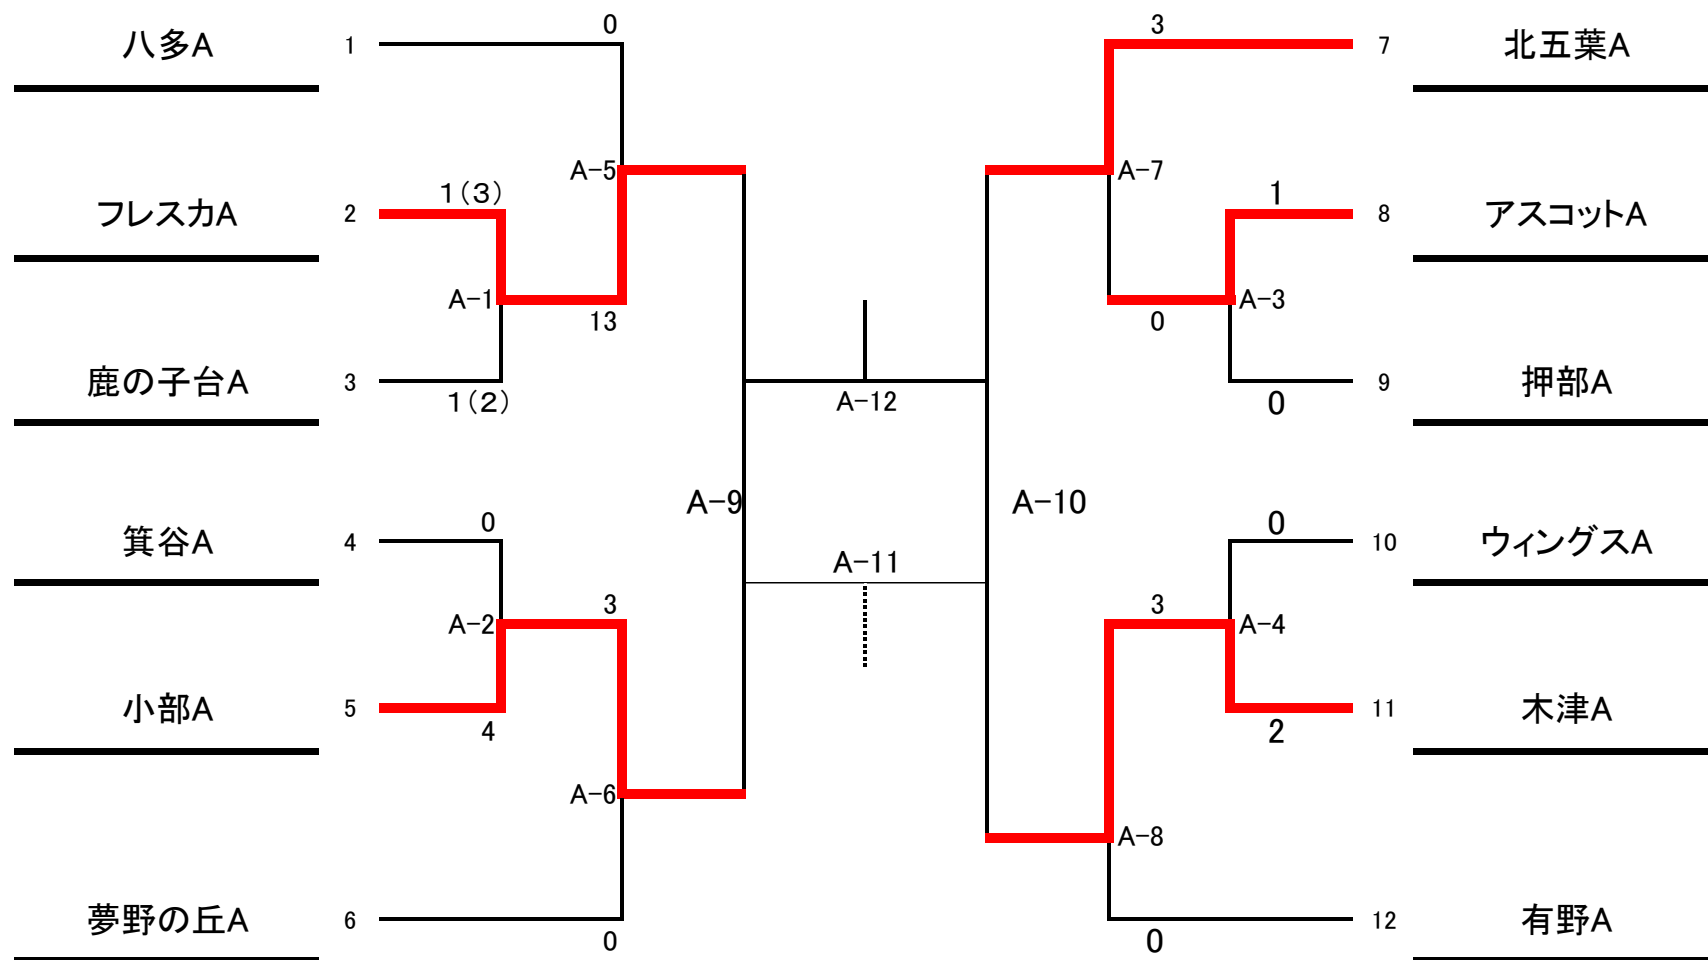 0
3
八多A
1
7
北五葉A
A-5
A-7
1(3)
1
フレスカA
2
8
アスコットA
A-1
A-3
13
0
鹿の子台A
3
9
押部A
1(2)
A-12
0
A-9
A-10
0
0
箕谷A
4
10
ウィングスA
A-11
3
3
A-2
A-4
小部A
5
11
木津A
4
2
A-6
A-8
夢野の丘A
6
12
有野A
0
0